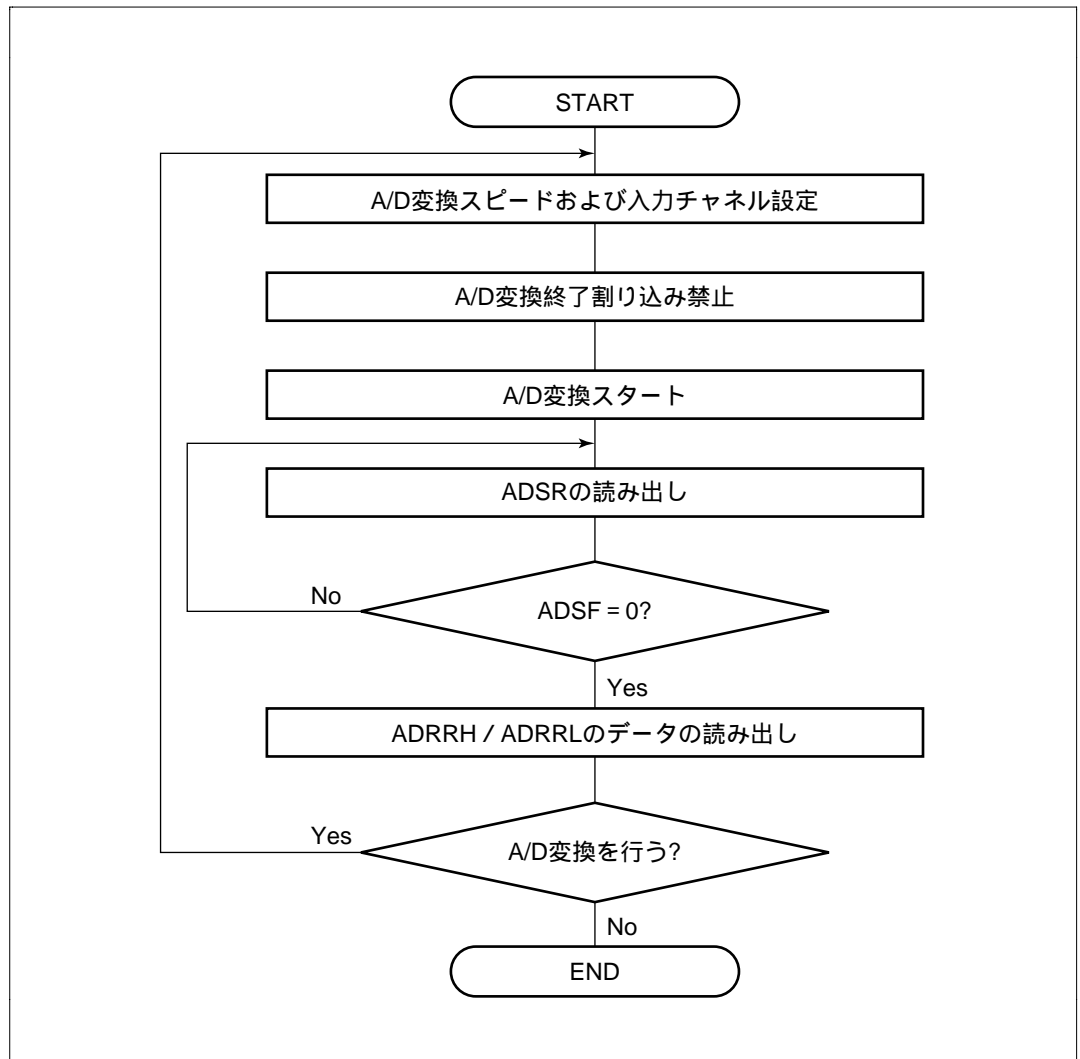 START
A/D変換スピードおよび入力チャネル設定
A/D変換終了割り込み禁止
A/D変換スタート
ADSRの読み出し
No
ADSF = 0?
Yes
ADRRH / ADRRLのデータの読み出し
Yes
A/D変換を行う?
No
END